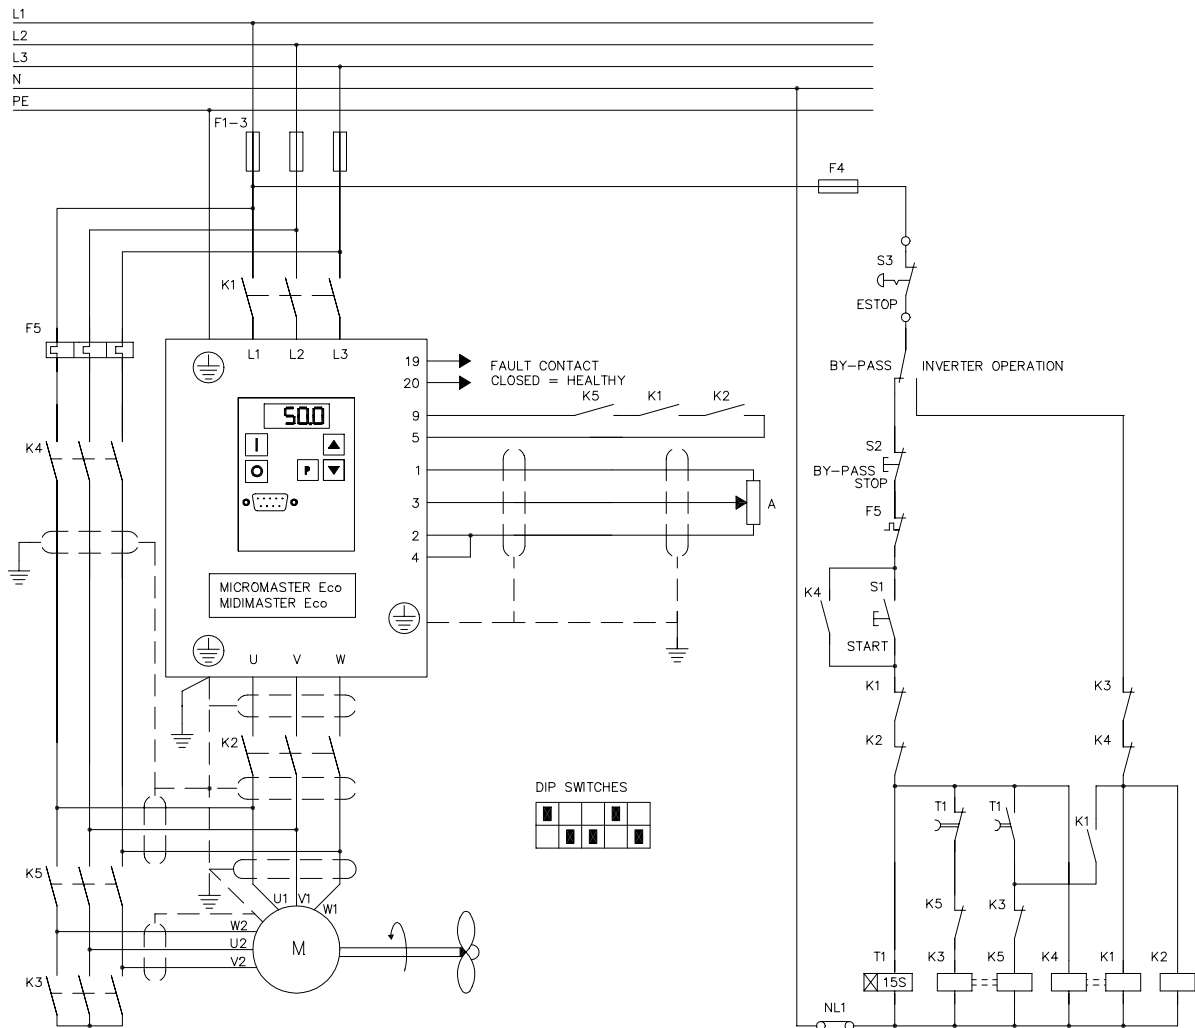 L1
L2
L3
N
PE
F1-3
F4
S3
ESTOP
K1
F5
L1 L2 L3
19
20
FAULT CONTACT
CLOSED = HEALTHY
BY-PASS
INVERTER OPERATION
9
5
K5 K1 K2
50.0
I
O
P
1
3
2
4
A
K4
S2
BY-PASS
STOP
F5
MICROMASTER Eco
MIDIMASTER Eco
K4
S1
START
U V W
K1
K3
K2
K2
K4
DIP SWITCHES
T1
T1
K1
K5
U1
V1
W1
W2
U2
V2
M
K5
K3
K3
T1
15S
K3
K5
K4
K1
K2
NL1